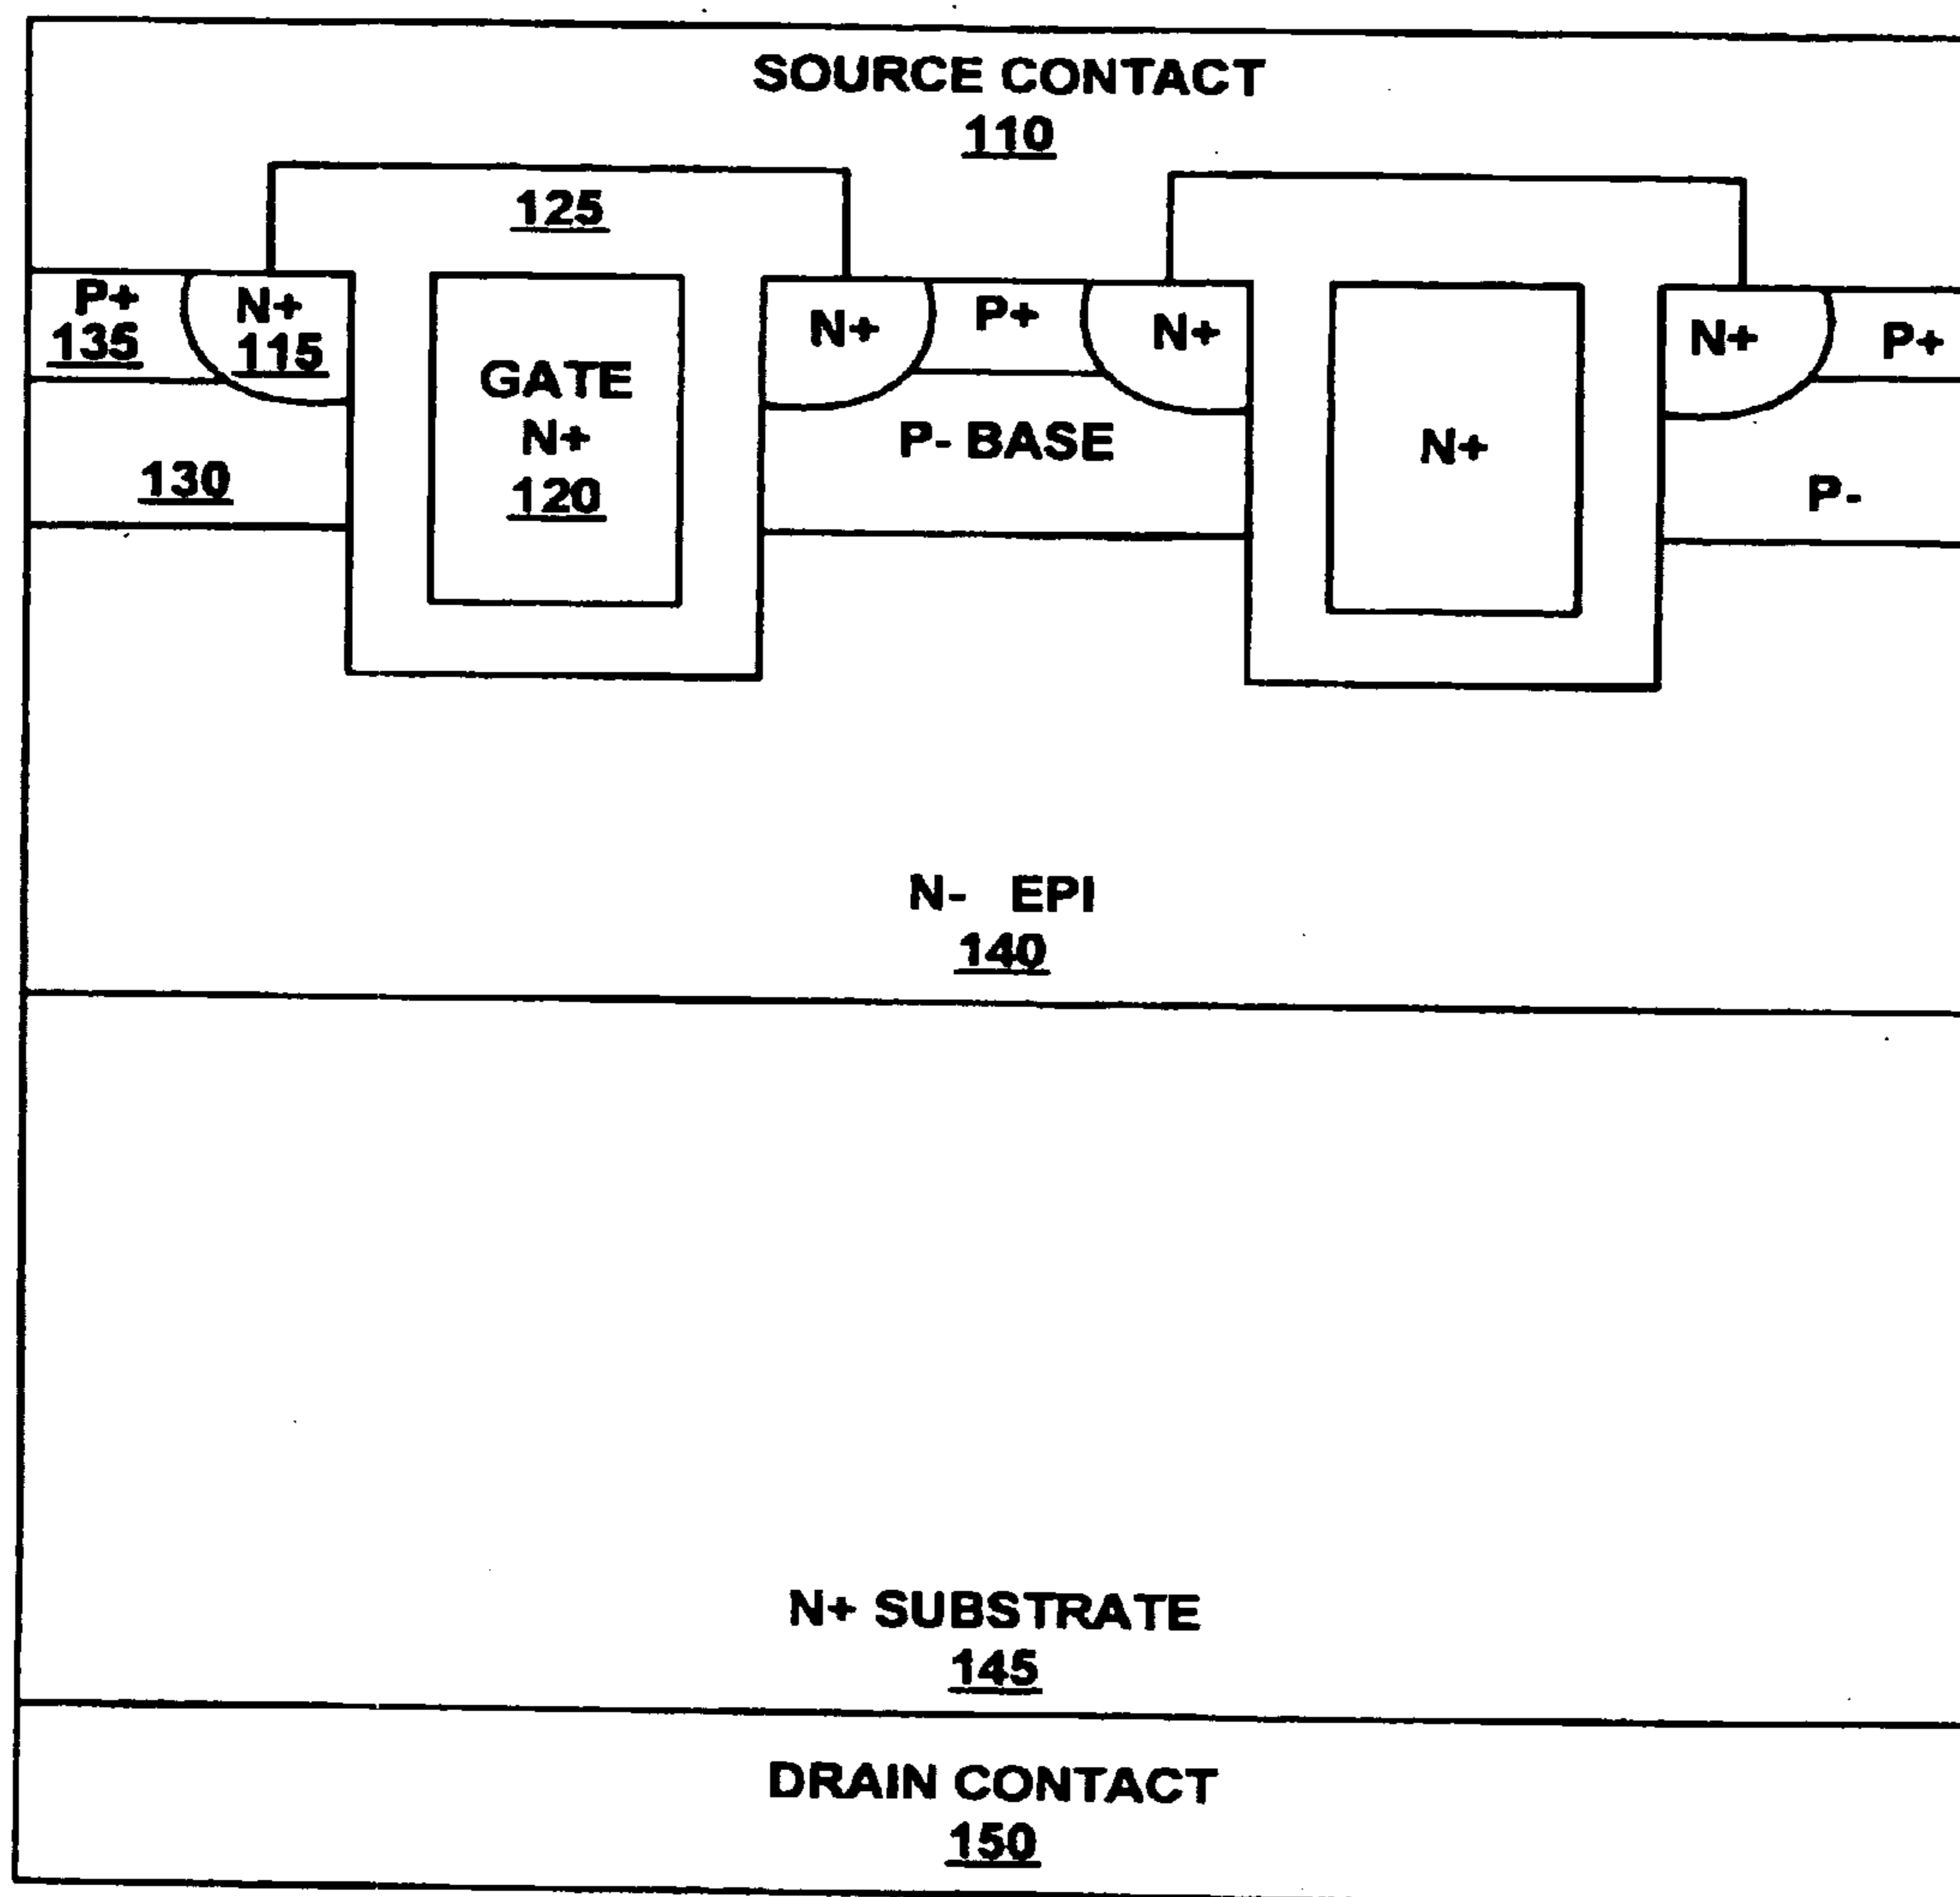 SOURCE CONTACT
110
125
P+
135
N+
115
GATE
N+
120
N+
P+
N+
N+
N+
P+
130
P- BASE
P-
N- EPI
140
N+ SUBSTRATE
145
DRAIN CONTACT
150